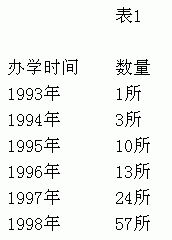 表1
办学时间 数量
1993年 1所
1994年 3所
1995年 10所
1996年 13所
1997年 24所
1998年 57所